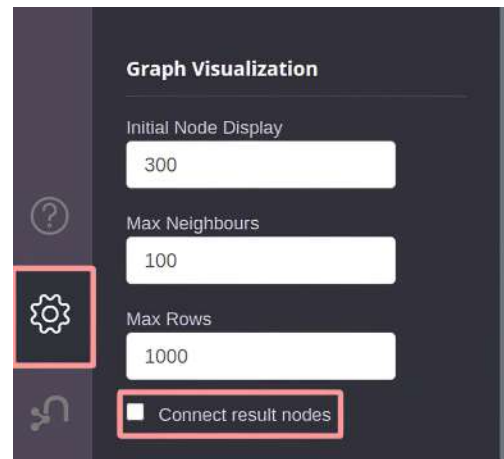 Graph Visualization
Initial Node Display
300
Max Neighbours
100
Max Rows
1000
Connect result nodes